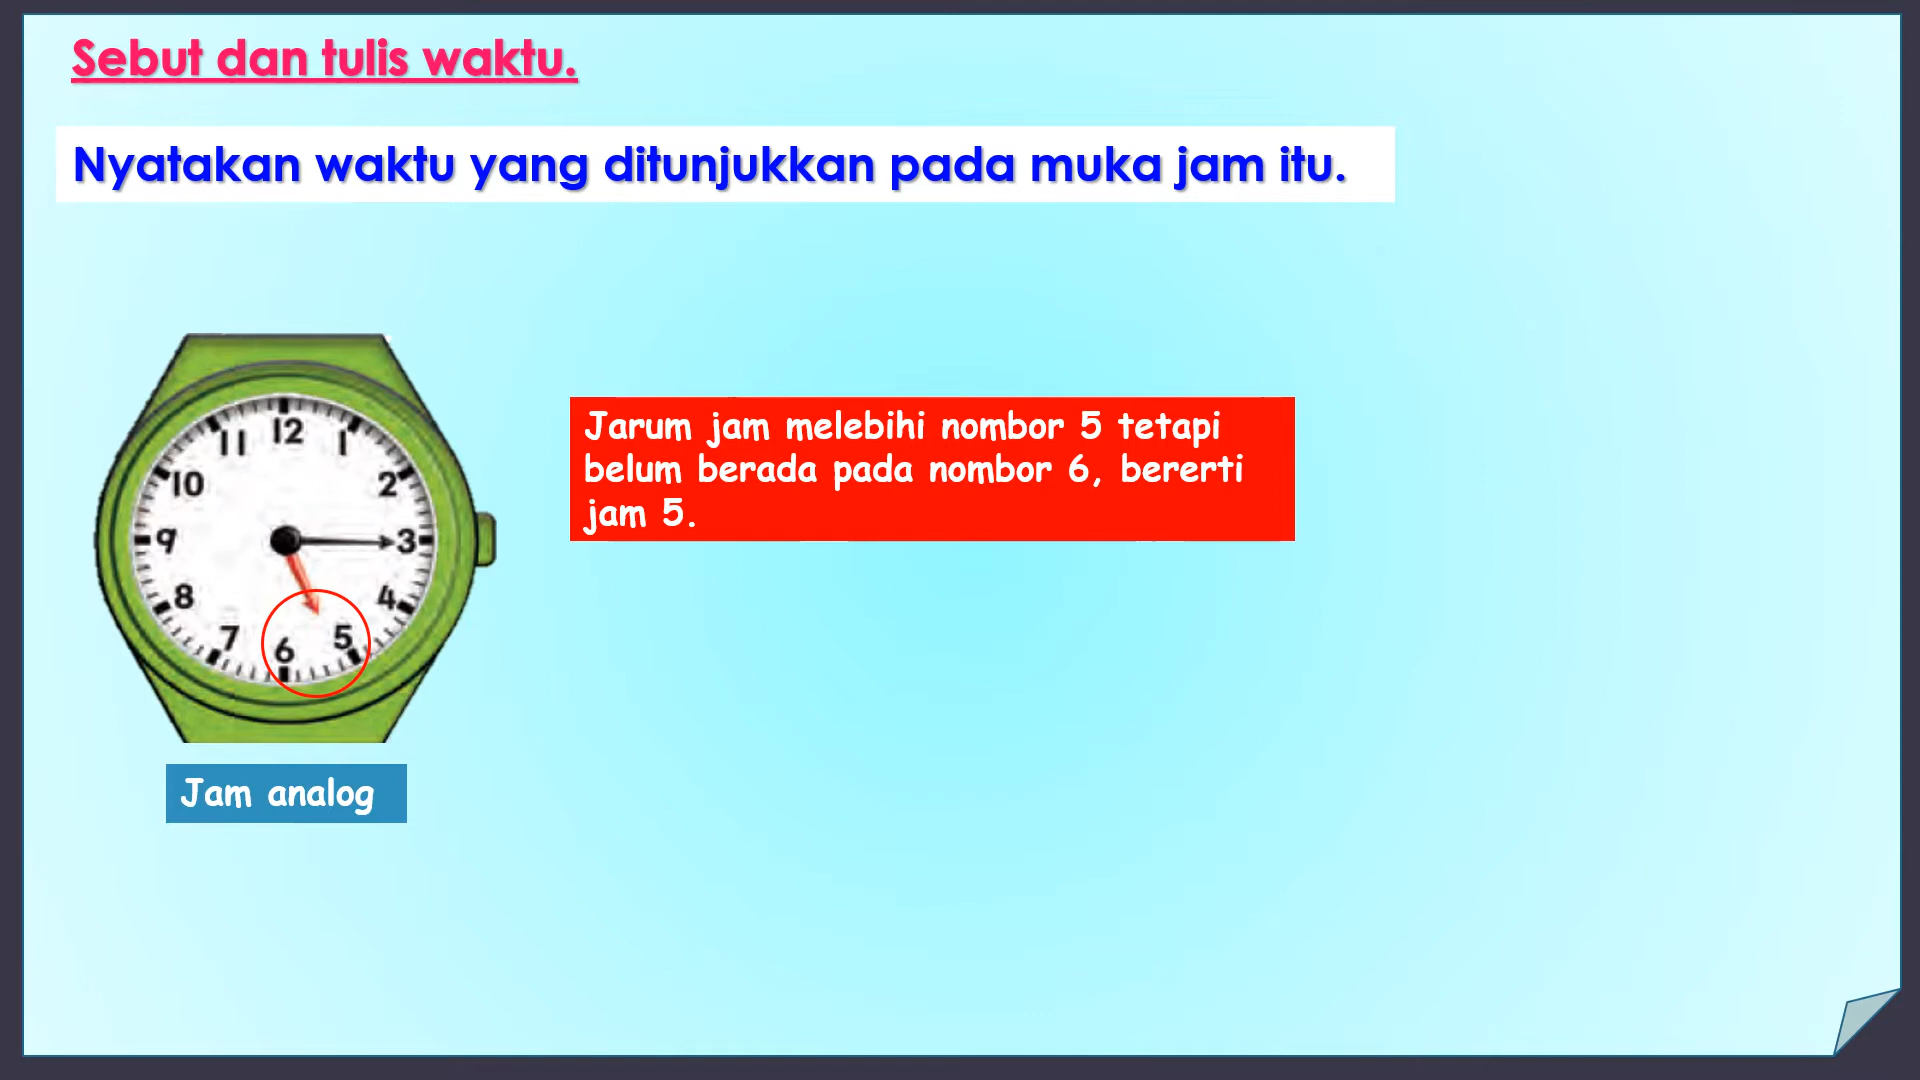 Sebut dan tulis waktu.
Nyatakan waktu yang ditunjukkan pada muka jam itu.
12
11
1
10
2
9
3
8
4
7
5
6
Jarum jam melebihi nombor 5 tetapi
belum berada pada nombor 6, bererti
jam 5.
Jam analog